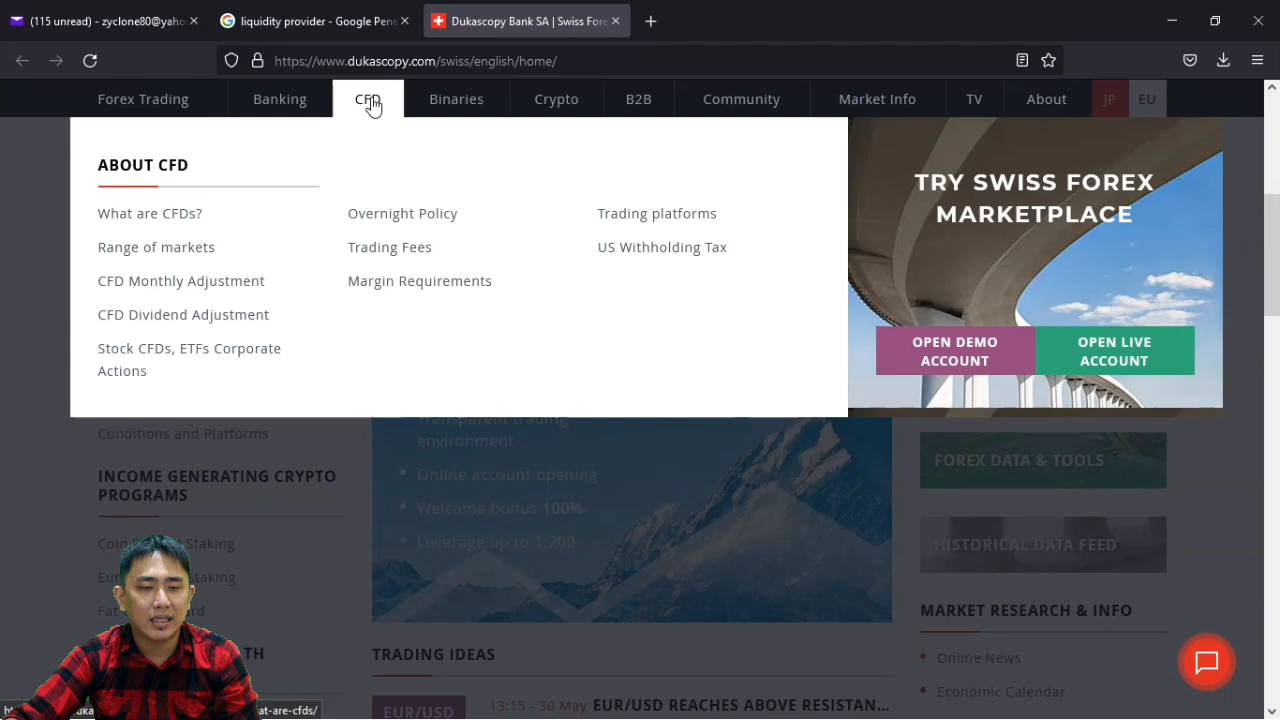 (115 unread) - zyclone80@yaho
liquidity provider - Google Pene
Dukascopy Bank SA | Swiss Fore
https://www.dukascopy.com/swiss/english/home/
Forex Trading
Banking
CFD
Binaries
Crypto
B2B
Community
Market Info
TV
About
JP
EU
ABOUT CFD
What are CFDs?
Range of markets
CFD Monthly Adjustment
CFD Dividend Adjustment
Stock CFDs, ETFs Corporate
Actions
Overnight Policy
Trading Fees
Margin Requirements
Trading platforms
US Withholding Tax
TRY SWISS FOREX
MARKETPLACE
OPEN DEMO
ACCOUNT
OPEN LIVE
ACCOUNT
Conditions and Platforms
INCOME GENERATING CRYPTO
PROGRAMS
Staking
Staking
Transparent trading
environment
Online account opening
Welcome bonus 100%
Leverage up to 1:200
TRADING IDEAS
EUR/USD
13:15 - 30 May EUR/USD REACHES ABOVE RESISTAN...
FOREX DATA & TOOLS
HISTORICAL DATA FEED
MARKET RESEARCH & INFO
Online News
Economic Calendar
at-are-cfds/